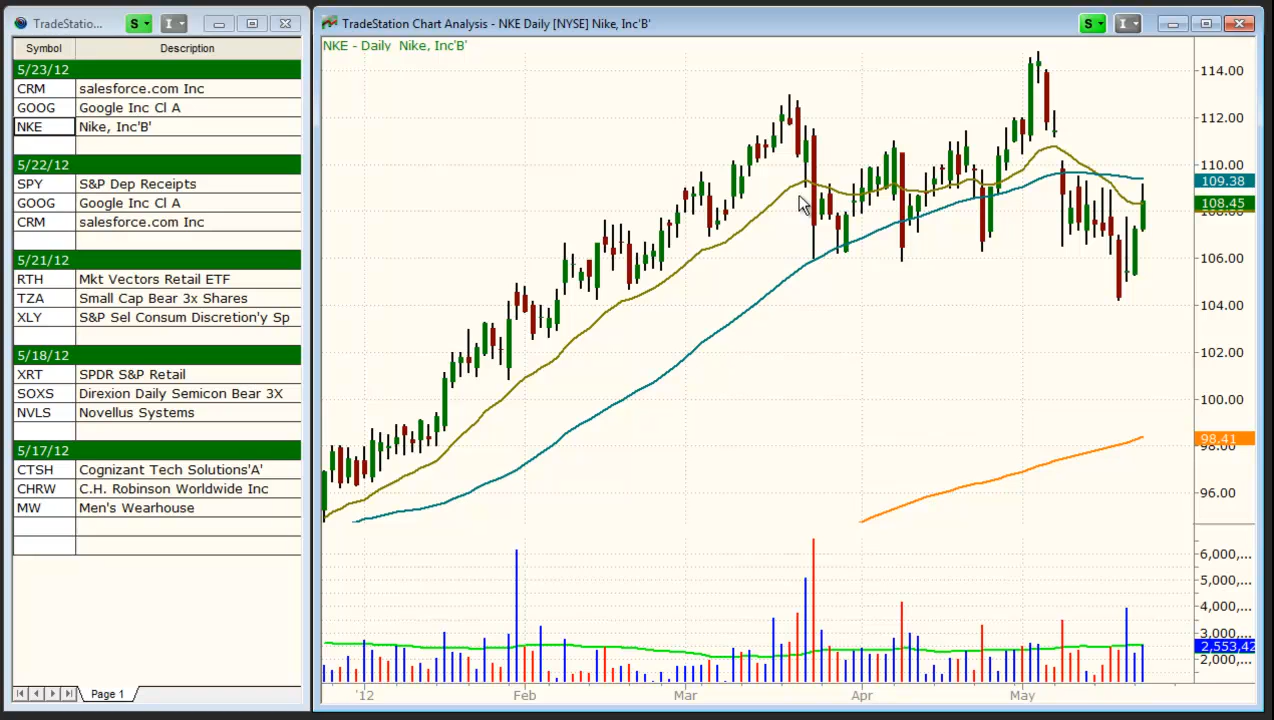 TradeStatio...
S
I
Symbol Description
5/23/12
CRM salesforce.com Inc
GOOG Google Inc Cl A
NKE Nike, Inc'B'
5/22/12
SPY S&P Dep Receipts
GOOG Google Inc Cl A
CRM salesforce.com Inc
5/21/12
RTH Mkt Vectors Retail ETF
TZA Small Cap Bear 3x Shares
XLY S&P Sel Consum Discretion'y Sp
5/18/12
XRT SPDR S&P Retail
SOXS Direxion Daily Semicon Bear 3X
NVLS Novellus Systems
5/17/12
CTSH Cognizant Tech Solutions'A'
CHRW C.H. Robinson Worldwide Inc
MW Men's Wearhouse
Page 1
TradeStation Chart Analysis - NKE Daily [NYSE] Nike, Inc'B'
S
I
NKE - Daily Nike, Inc'B'
114.00
112.00
110.00
109.38
108.45
106.00
104.00
102.00
100.00
98.41
98.00
96.00
6,000,...
5,000,...
4,000,...
3,000,...
2,553,42
2,000,...
'12 Feb Mar Apr May